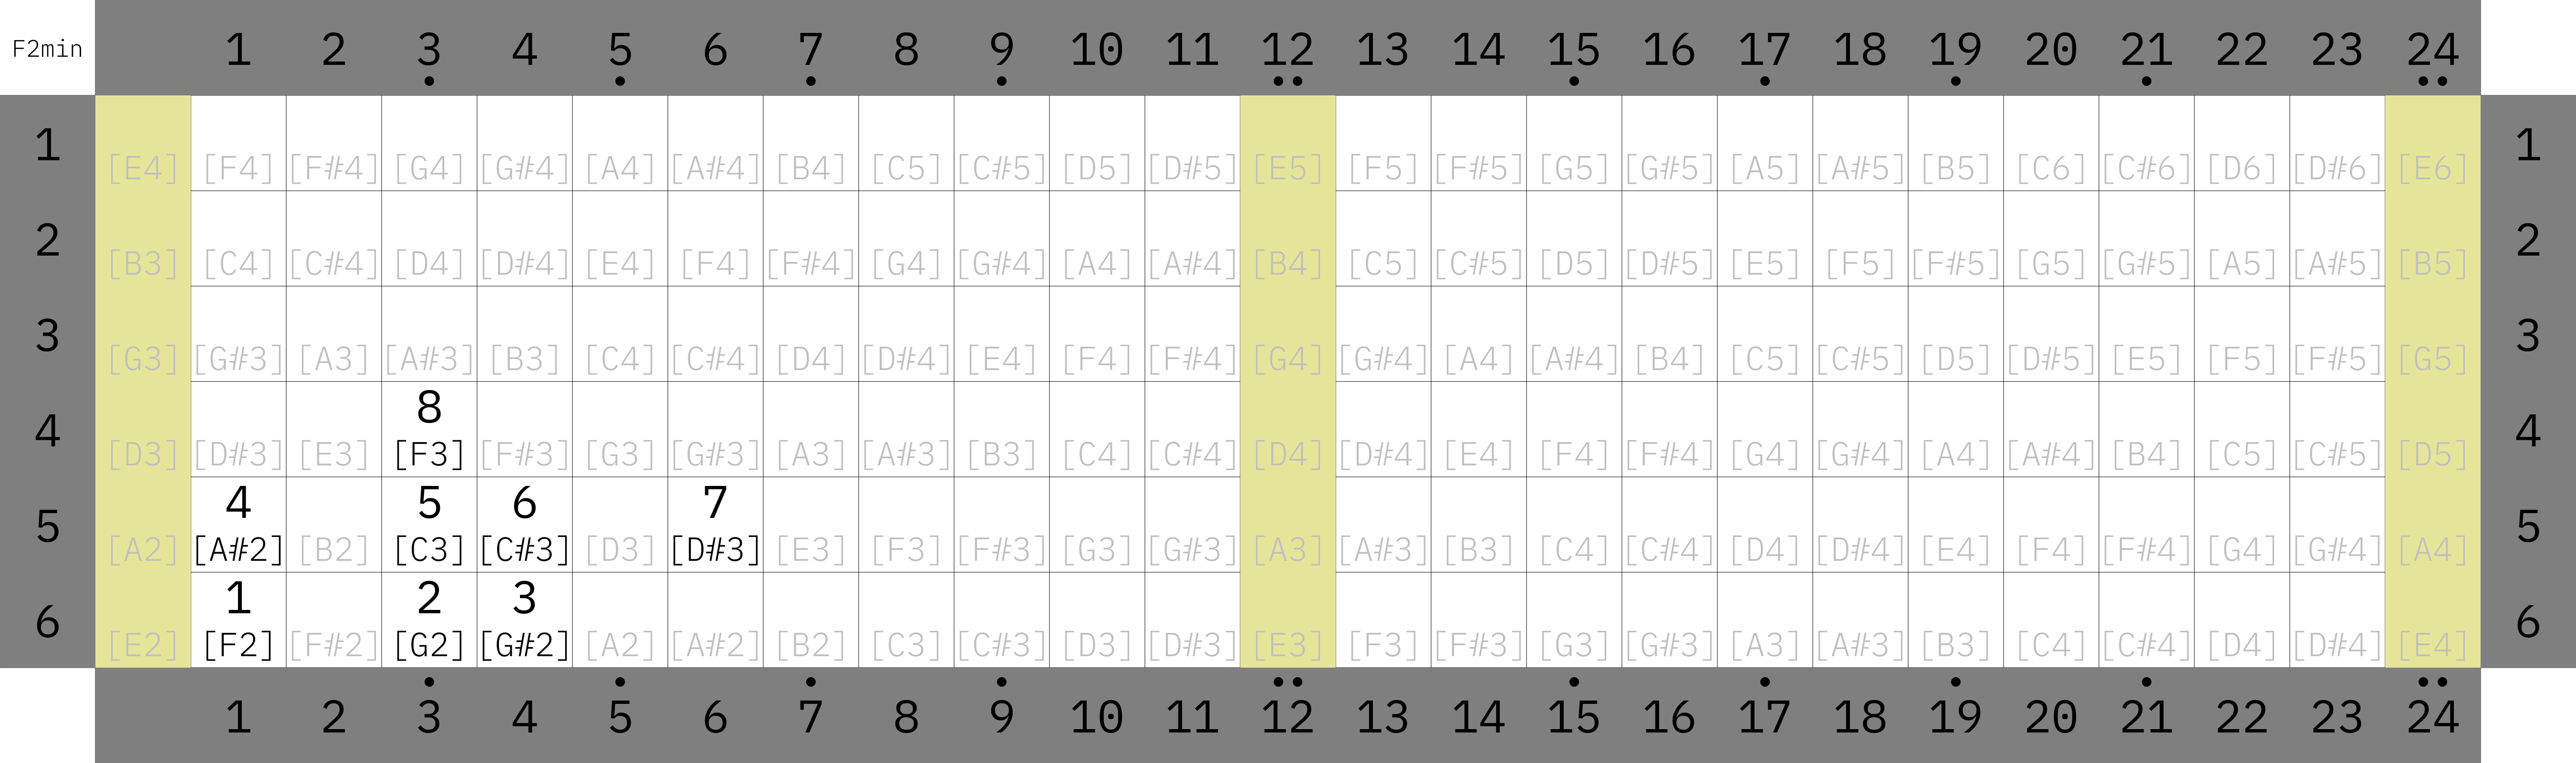 F2min 1 2 3 4 5 6 7 8 9 10 11 12 13 14 15 16 17 18 19 20 21 22 23 24
1 [E4] [F4] [F#4] [G4] [G#4] [A4] [A#4] [B4] [C5] [C#5] [D5] [D#5] [E5] [F5] [F#5] [G5] [G#5] [A5] [A#5] [B5] [C6] [C#6] [D6] [D#6] [E6] 1
2 [B3] [C4] [C#4] [D4] [D#4] [E4] [F4] [F#4] [G4] [G#4] [A4] [A#4] [B4] [C5] [C#5] [D5] [D#5] [E5] [F5] [F#5] [G5] [G#5] [A5] [A#5] [B5] 2
3 [G3] [G#3] [A3] [A#3] [B3] [C4] [C#4] [D4] [D#4] [E4] [F4] [F#4] [G4] [G#4] [A4] [A#4] [B4] [C5] [C#5] [D5] [D#5] [E5] [F5] [F#5] [G5] 3
8
4 [D3] [D#3] [E3] [F3] [F#3] [G3] [G#3] [A3] [A#3] [B3] [C4] [C#4] [D4] [D#4] [E4] [F4] [F#4] [G4] [G#4] [A4] [A#4] [B4] [C5] [C#5] [D5] 4
4 5 6 7
5 [A2] [A#2] [B2] [C3] [C#3] [D3] [D#3] [E3] [F3] [F#3] [G3] [G#3] [A3] [A#3] [B3] [C4] [C#4] [D4] [D#4] [E4] [F4] [F#4] [G4] [G#4] [A4] 5
1 2 3
6 [E2] [F2] [F#2] [G2] [G#2] [A2] [A#2] [B2] [C3] [C#3] [D3] [D#3] [E3] [F3] [F#3] [G3] [G#3] [A3] [A#3] [B3] [C4] [C#4] [D4] [D#4] [E4] 6
1 2 3 4 5 6 7 8 9 10 11 12 13 14 15 16 17 18 19 20 21 22 23 24